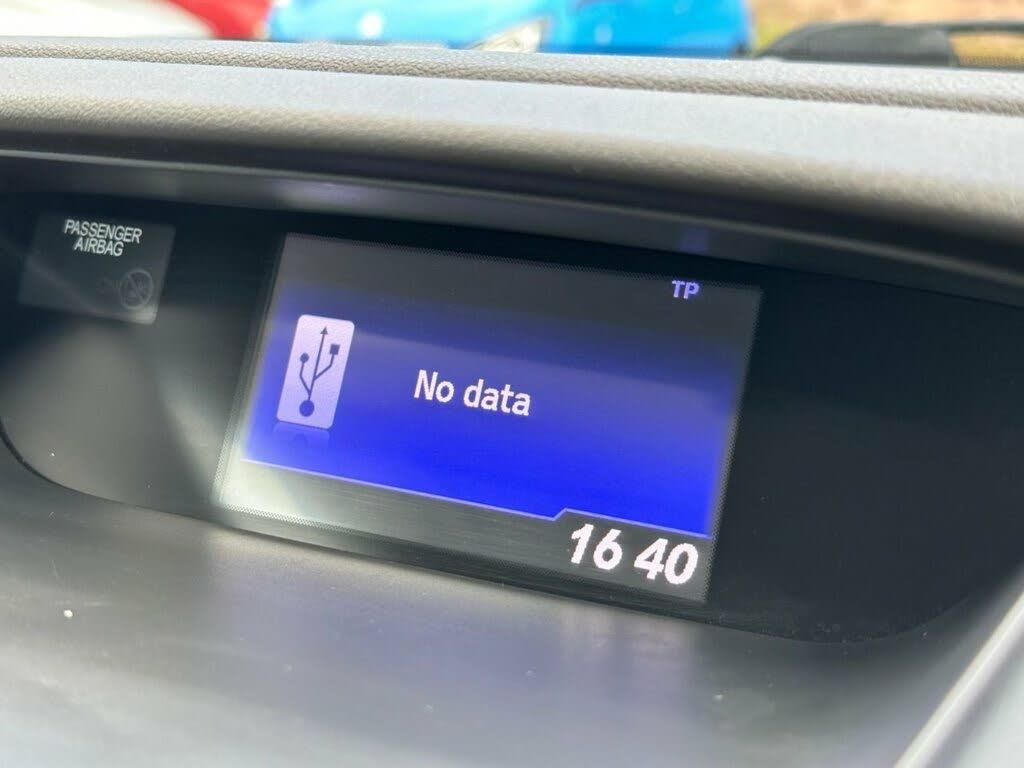 PASSENGER
AIRBAG
TP
No data
16 40